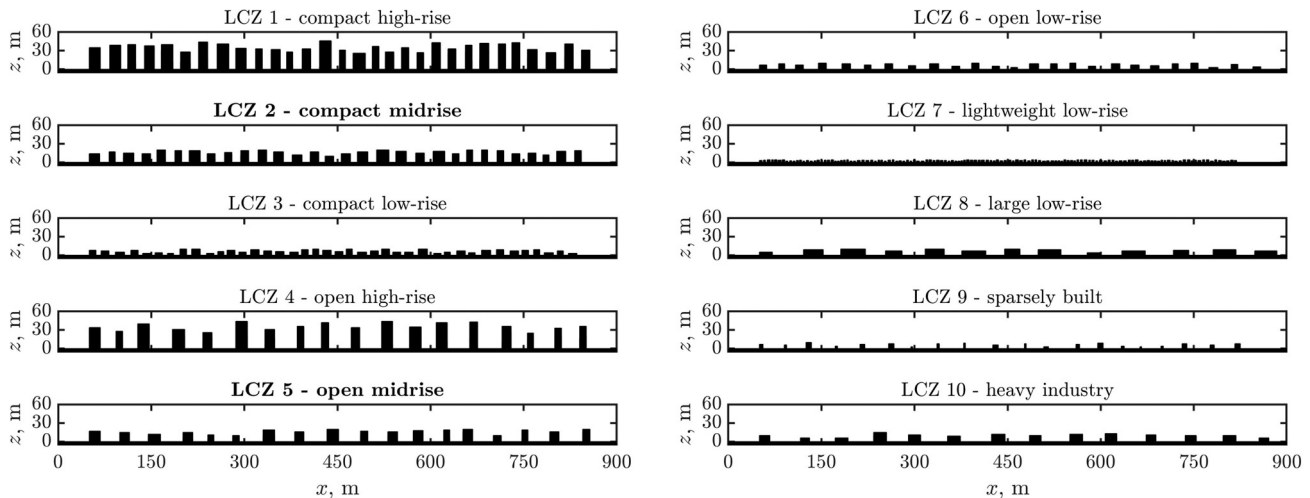 LCZ 1 - compact high-rise
z, m
60
30
0
LCZ 2 - compact midrise
z, m
60
30
0
LCZ 3 - compact low-rise
z, m
60
30
0
LCZ 4 - open high-rise
z, m
60
30
0
LCZ 5 - open midrise
z, m
60
30
0
0 150 300 450 600 750 900
x, m
LCZ 6 - open low-rise
z, m
60
30
0
LCZ 7 - lightweight low-rise
z, m
60
30
0
LCZ 8 - large low-rise
z, m
60
30
0
LCZ 9 - sparsely built
z, m
60
30
0
LCZ 10 - heavy industry
z, m
60
30
0
0 150 300 450 600 750 900
x, m